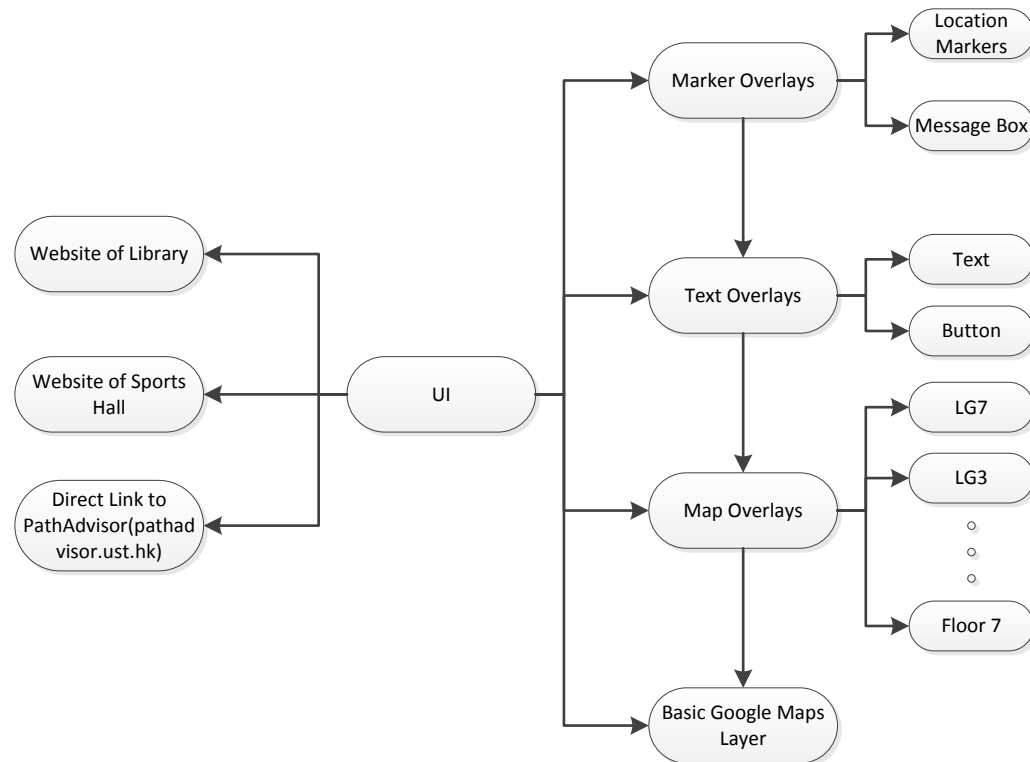 Website of Library
Website of Sports
Hall
Direct Link to
PathAdvisor(pathad
visor.ust.hk)
UI
Marker Overlays
Text Overlays
Map Overlays
Basic Google Maps
Layer
Location
Markers
Message Box
Text
Button
LG7
LG3
Floor 7